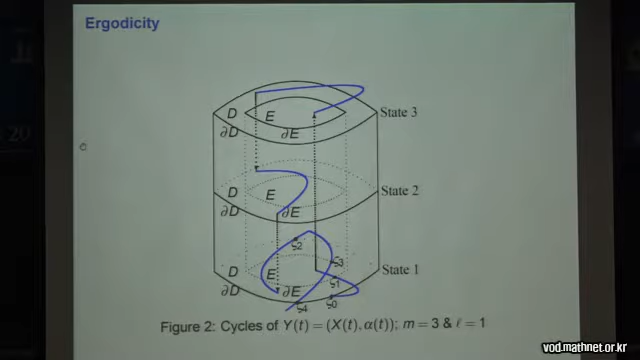 Ergodicity
D
E
∂D
∂E
State 3
D
E
∂D
∂E
State 2
ς2
ς3
D
E
ς1
State 1
∂D
∂E
ς4
ς0
Figure 2: Cycles of Y(t) = (X(t), α(t)); m = 3 & ℓ = 1
vod.mathnet.or.kr